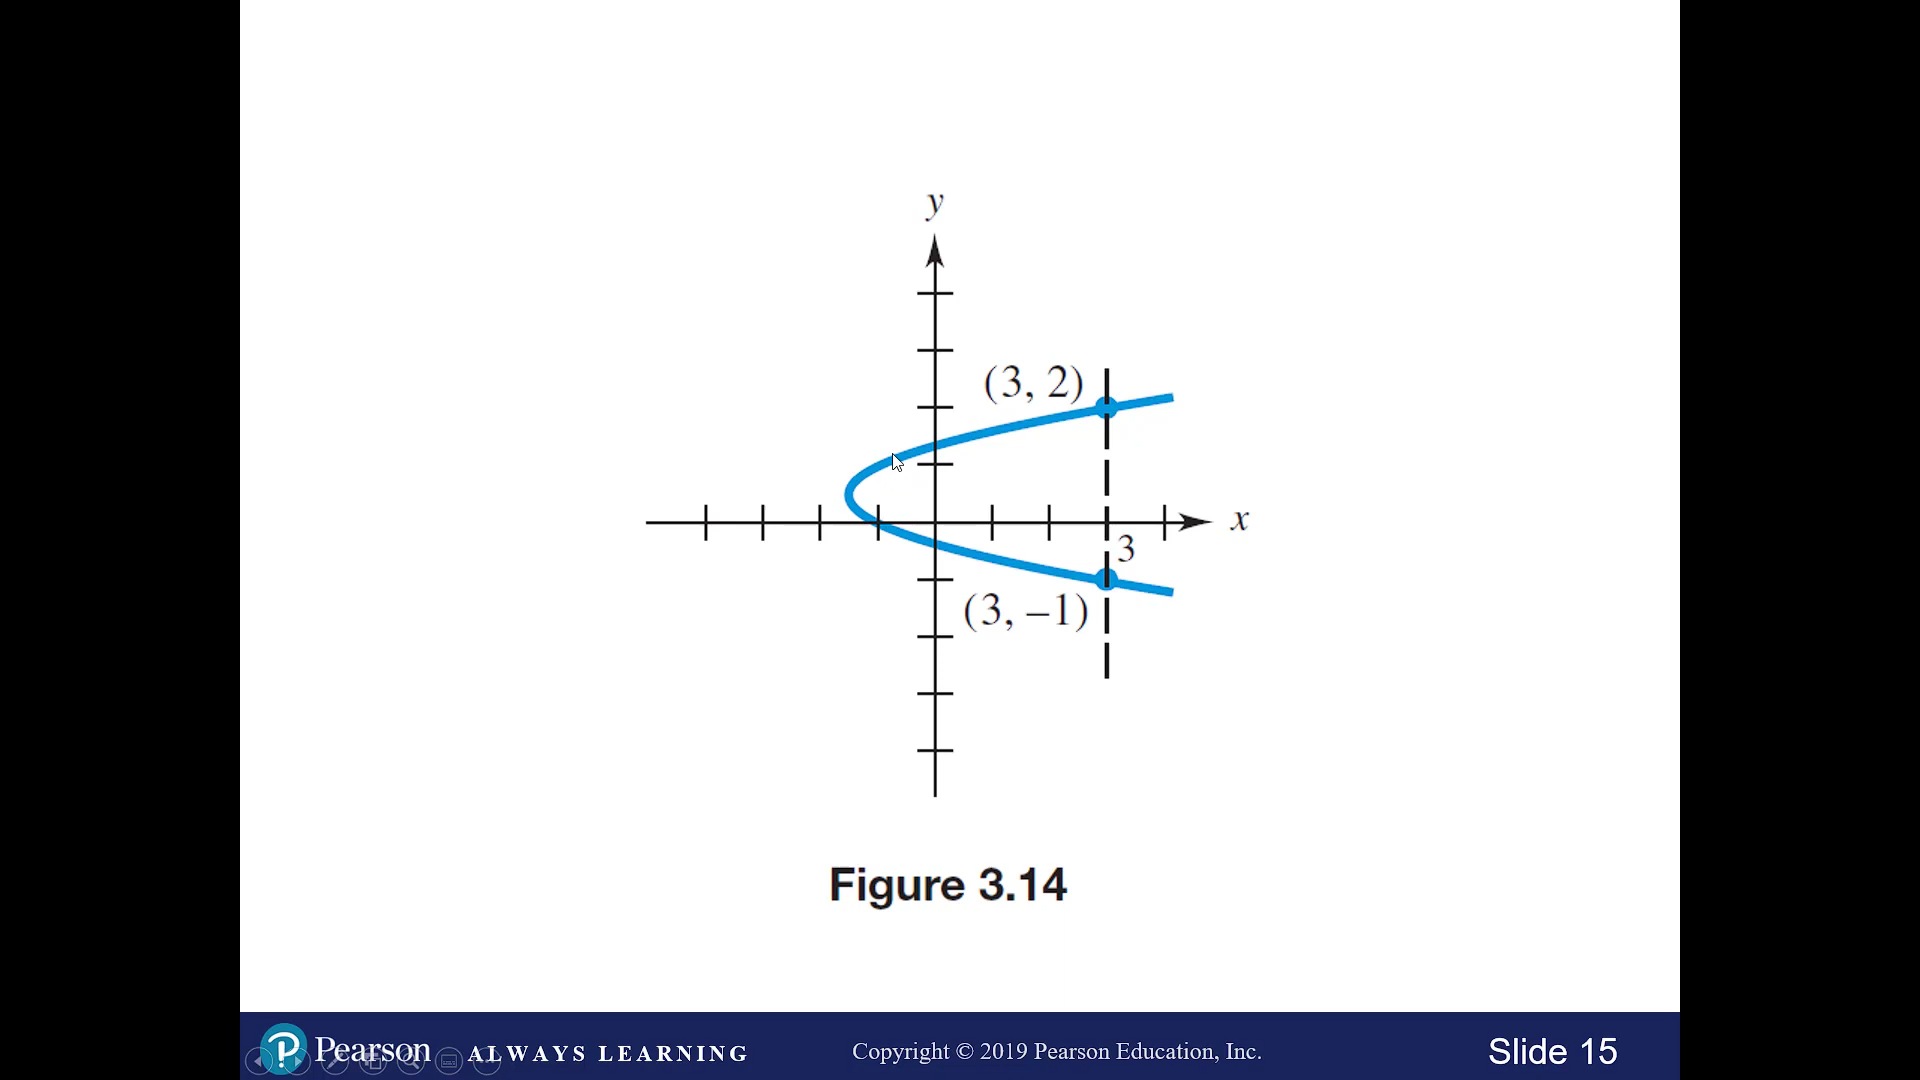 y
(3, 2)
x
3
(3, –1)
Figure 3.14
Pearson ALWAYS LEARNING Copyright © 2019 Pearson Education, Inc. Slide 15